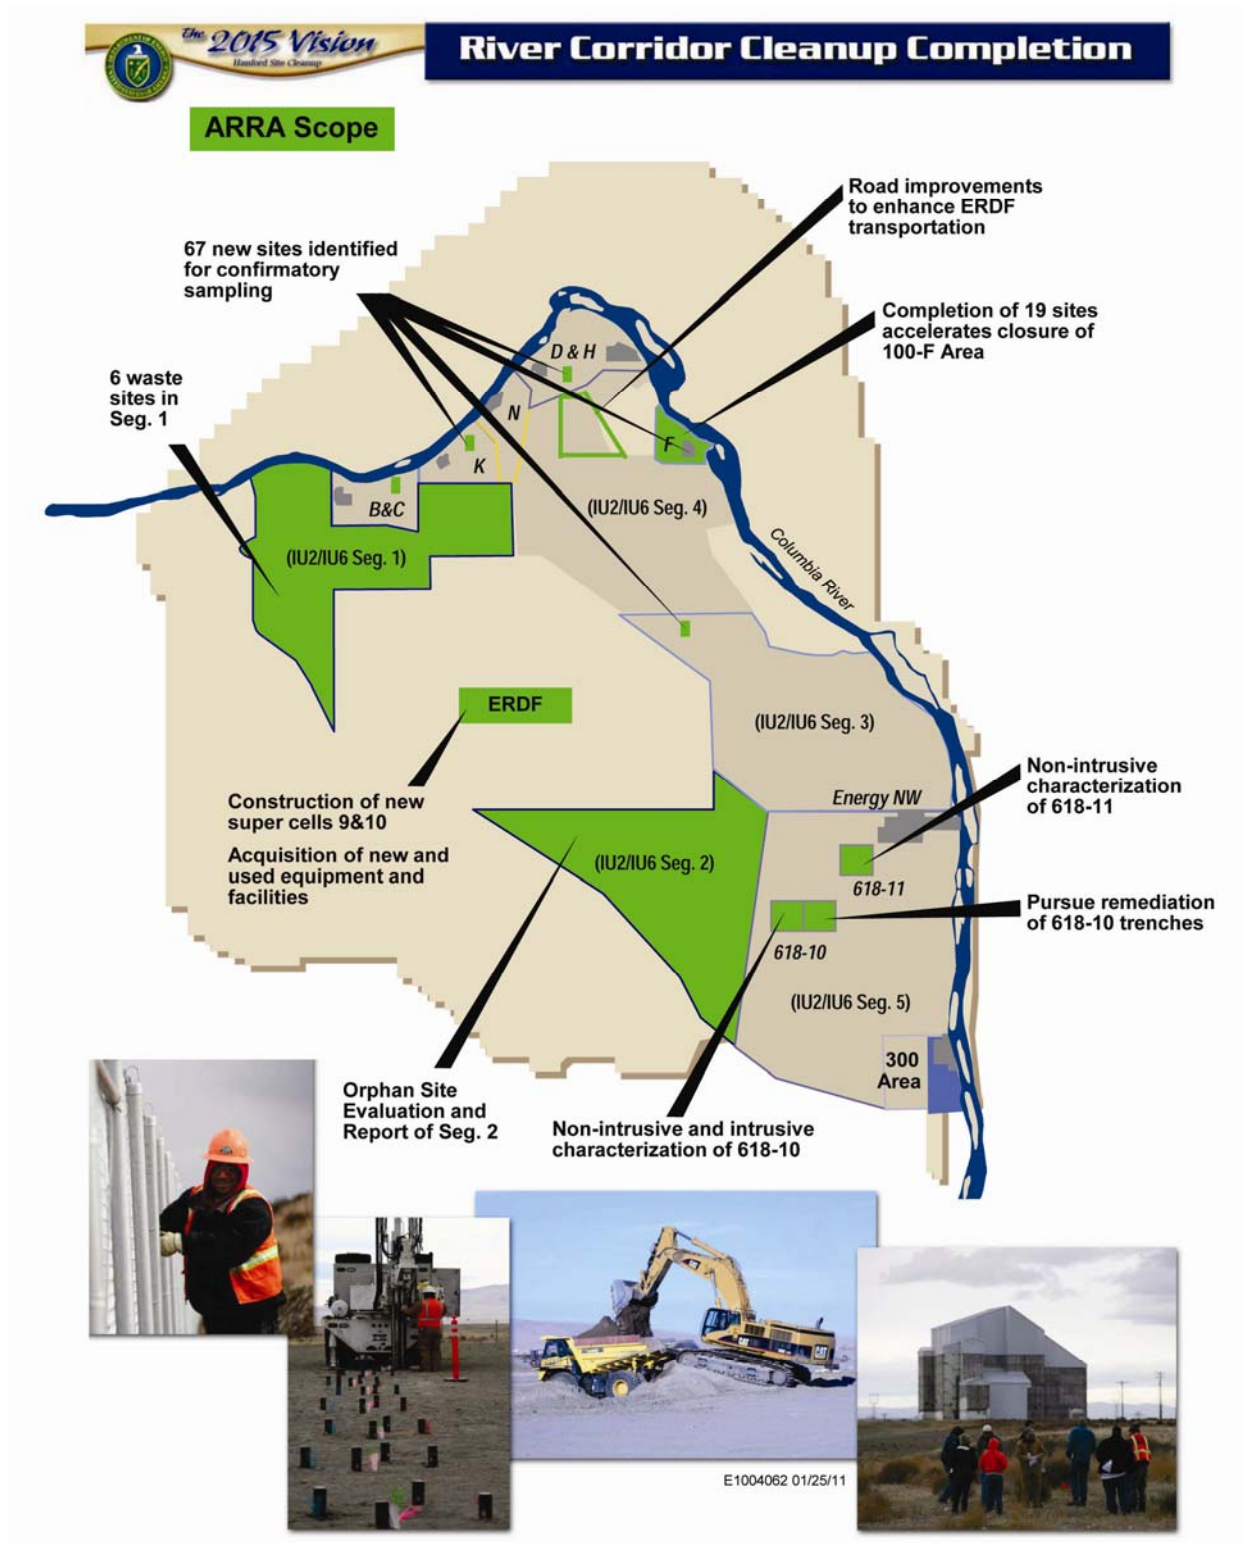 The 2015 Vision
Hanford Site Cleanup
River Corridor Cleanup Completion
ARRA Scope
Road improvements
to enhance ERDF
transportation
67 new sites identified
for confirmatory
sampling
Completion of 19 sites
accelerates closure of
100-F Area
6 waste
sites in
Seg. 1
D & H
N
F
K
B&C
(IU2/IU6 Seg. 4)
(IU2/IU6 Seg. 1)
Columbia River
ERDF
(IU2/IU6 Seg. 3)
Construction of new
super cells 9&10
Acquisition of new and
used equipment and
facilities
Energy NW
Non-intrusive
characterization
of 618-11
(IU2/IU6 Seg. 2)
618-11
Pursue remediation
of 618-10 trenches
618-10
(IU2/IU6 Seg. 5)
300
Area
Orphan Site
Evaluation and
Report of Seg. 2
Non-intrusive and intrusive
characterization of 618-10
CAT
CAT
E1004062 01/25/11